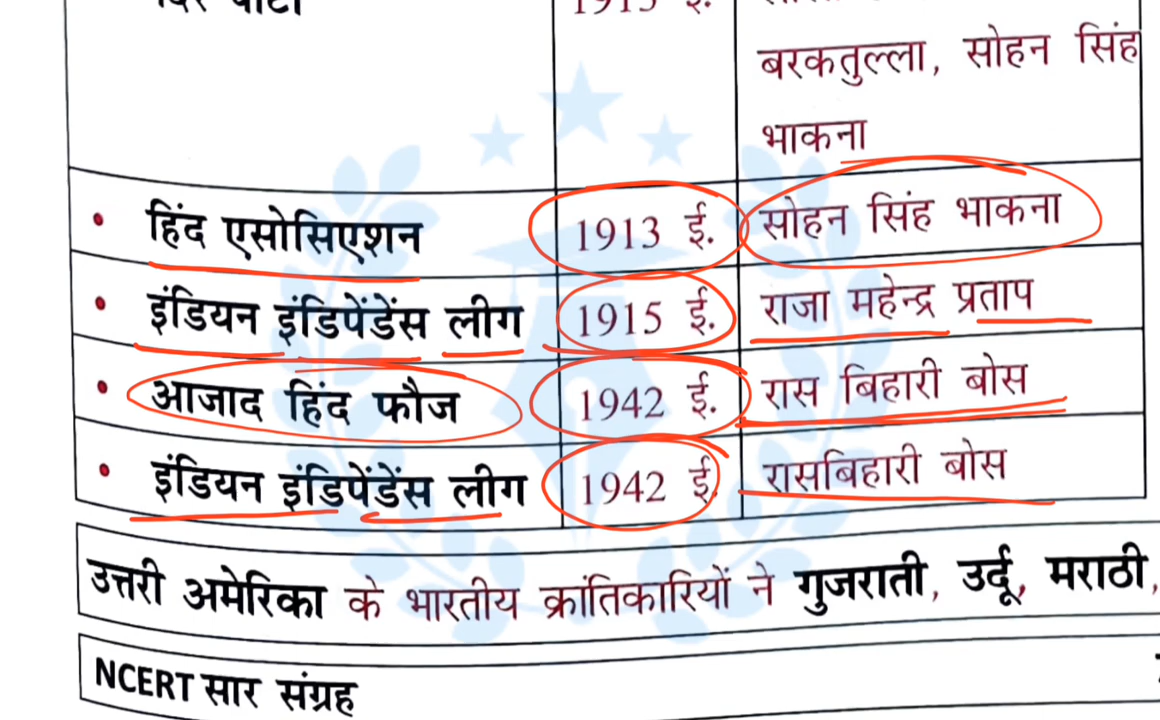 1913 ई.
बरकतुल्ला, सोहन सिंह
भाकना
• हिंद एसोसिएशन 1913 ई. सोहन सिंह भाकना
• इंडियन इंडिपेंडेंस लीग 1915 ई. राजा महेन्द्र प्रताप
• आजाद हिंद फौज 1942 ई. रास बिहारी बोस
• इंडियन इंडिपेंडेंस लीग 1942 ई. रासबिहारी बोस
उत्तरी अमेरिका के भारतीय क्रांतिकारियों ने गुजराती, उर्दू, मराठी,
NCERT सार संग्रह